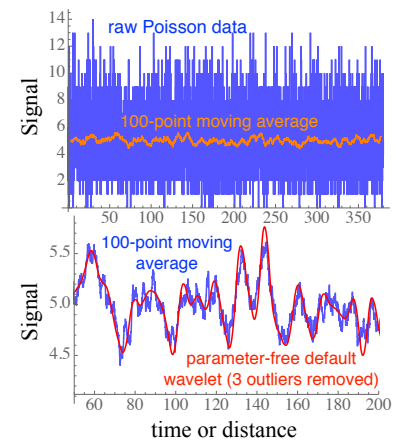 14
12
10
8
6
4
2
Signal
raw Poisson data
100-point moving average
50 100 150 200 250 300 350
5.5
5.0
4.5
Signal
100-point moving
average
parameter-free default
wavelet (3 outliers removed)
60 80 100 120 140 160 180 200
time or distance